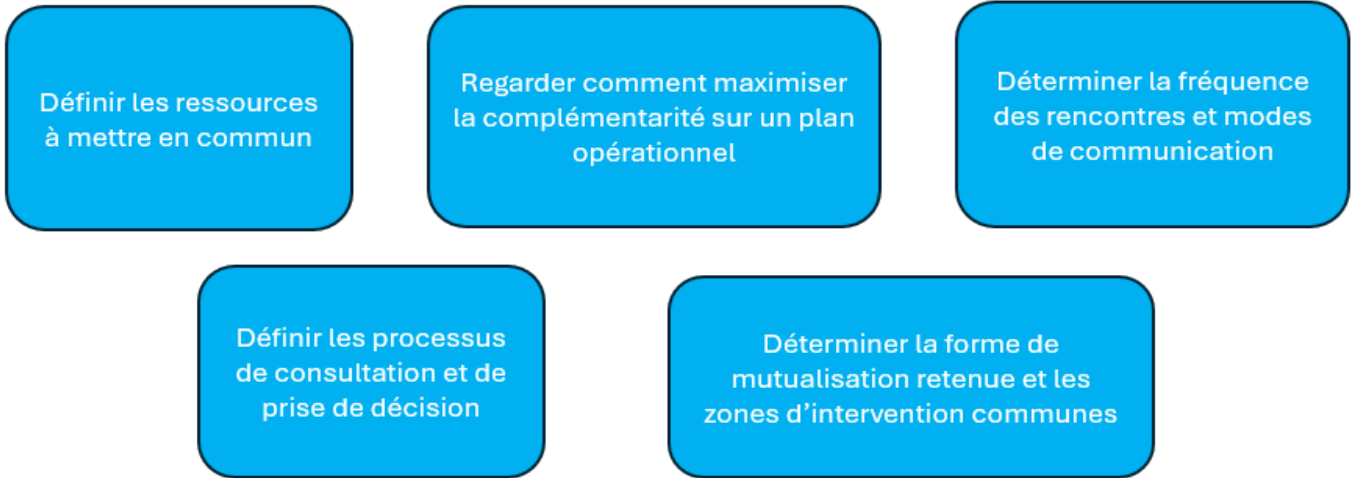 Définir les ressources
à mettre en commun
Regarder comment maximiser
la complémentarité sur un plan
opérationnel
Déterminer la fréquence
des rencontres et modes
de communication
Définir les processus
de consultation et de
prise de décision
Déterminer la forme de
mutualisation retenue et les
zones d’intervention communes